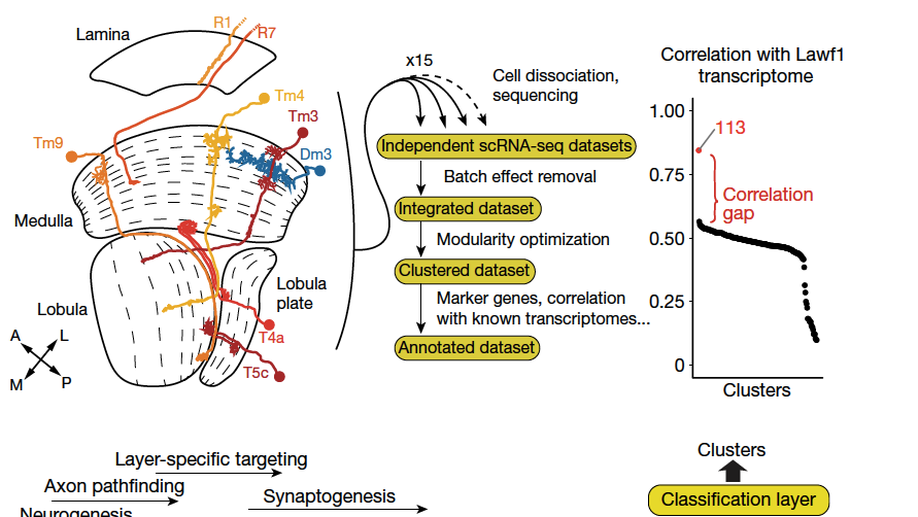 Lamina
R1
R7
Tm4
Tm3
Tm9
Dm3
Medulla
Lobula
plate
Lobula
T4a
T5c
A
L
M
P
x15
Cell dissociation,
sequencing
Independent scRNA-seq datasets
Batch effect removal
Integrated dataset
Modularity optimization
Clustered dataset
Marker genes, correlation
with known transcriptomes...
Annotated dataset
Correlation with Lawf1
transcriptome
1.00
113
0.75
Correlation
gap
0.50
0.25
0
Clusters
Layer-specific targeting
Axon pathfinding
Synaptogenesis
Neurogenesis
Clusters
Classification layer